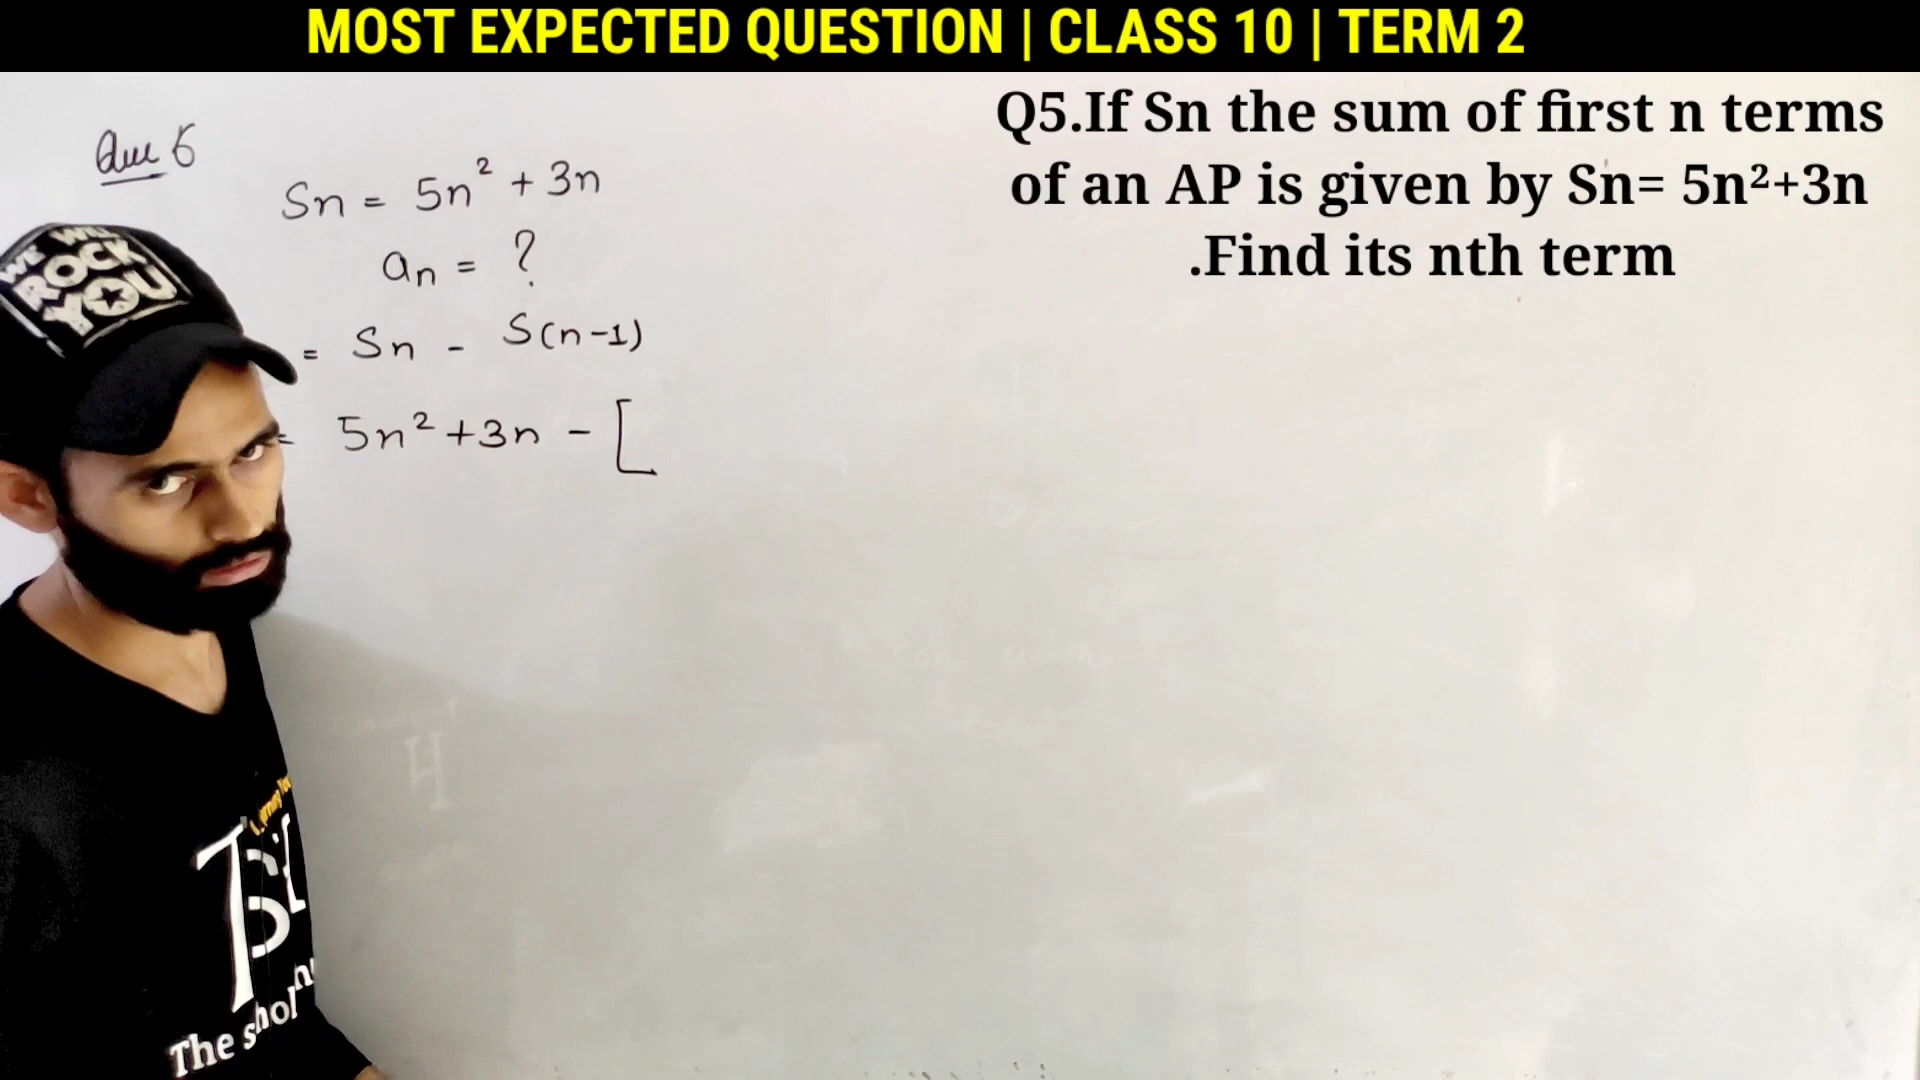 MOST EXPECTED QUESTION | CLASS 10 | TERM 2
Q5.If Sn the sum of first n terms
of an AP is given by Sn= 5n²+3n
.Find its nth term
Que 5
Sn = 5n² + 3n
an = ?
= Sn - S(n-1)
= 5n² +3n - [
WE WILL
ROCK
YOU
The